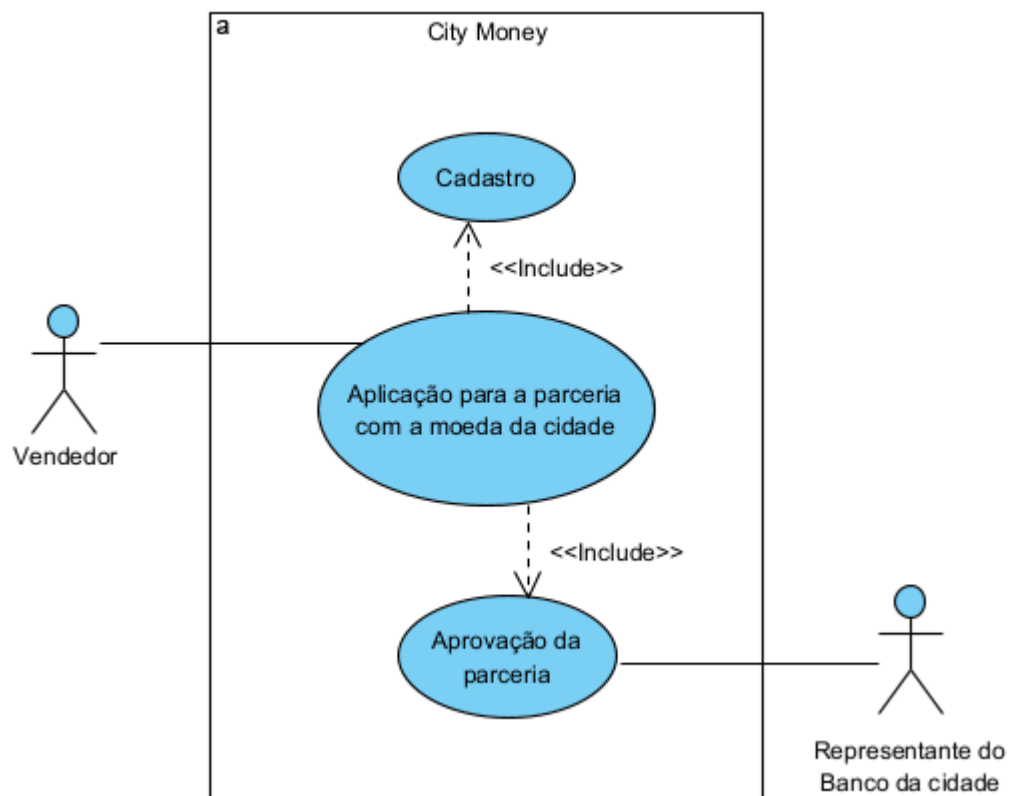 a
City Money
Cadastro
<<Include>>
Aplicação para a parceria
com a moeda da cidade
Vendedor
<<Include>>
Aprovação da
parceria
Representante do
Banco da cidade